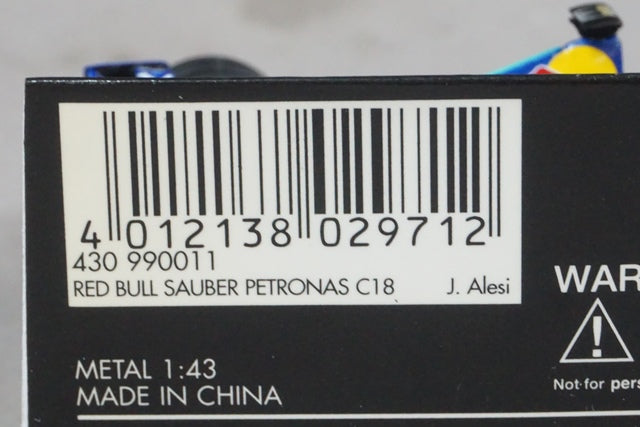 4 012138 029712
430 990011
RED BULL SAUBER PETRONAS C18 J. Alesi
METAL 1:43
MADE IN CHINA
WAR
Not for pers